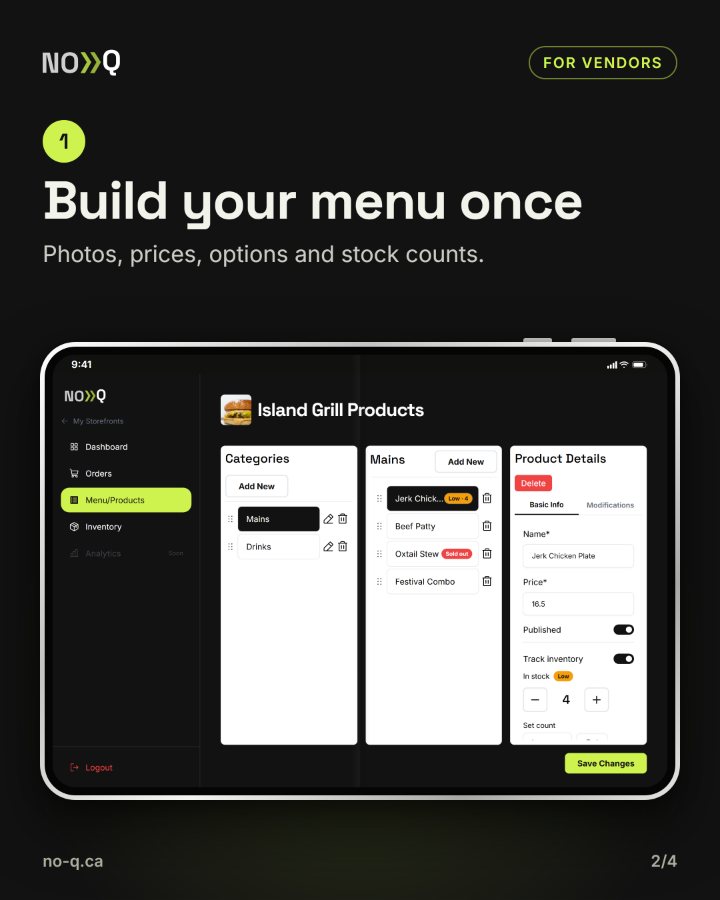 NO»Q
FOR VENDORS
1
Build your menu once
Photos, prices, options and stock counts.
9:41
NO»Q
← My Storefronts
Dashboard
Orders
Menu/Products
Inventory
Analytics Soon
Logout
Island Grill Products
Categories
Add New
Mains
Drinks
Mains
Add New
Jerk Chick... Low · 4
Beef Patty
Oxtail Stew Sold out
Festival Combo
Product Details
Delete
Basic Info Modifications
Name*
Jerk Chicken Plate
Price*
16.5
Published
Track inventory
In stock Low
− 4 +
Set count
Save Changes
no-q.ca
2/4